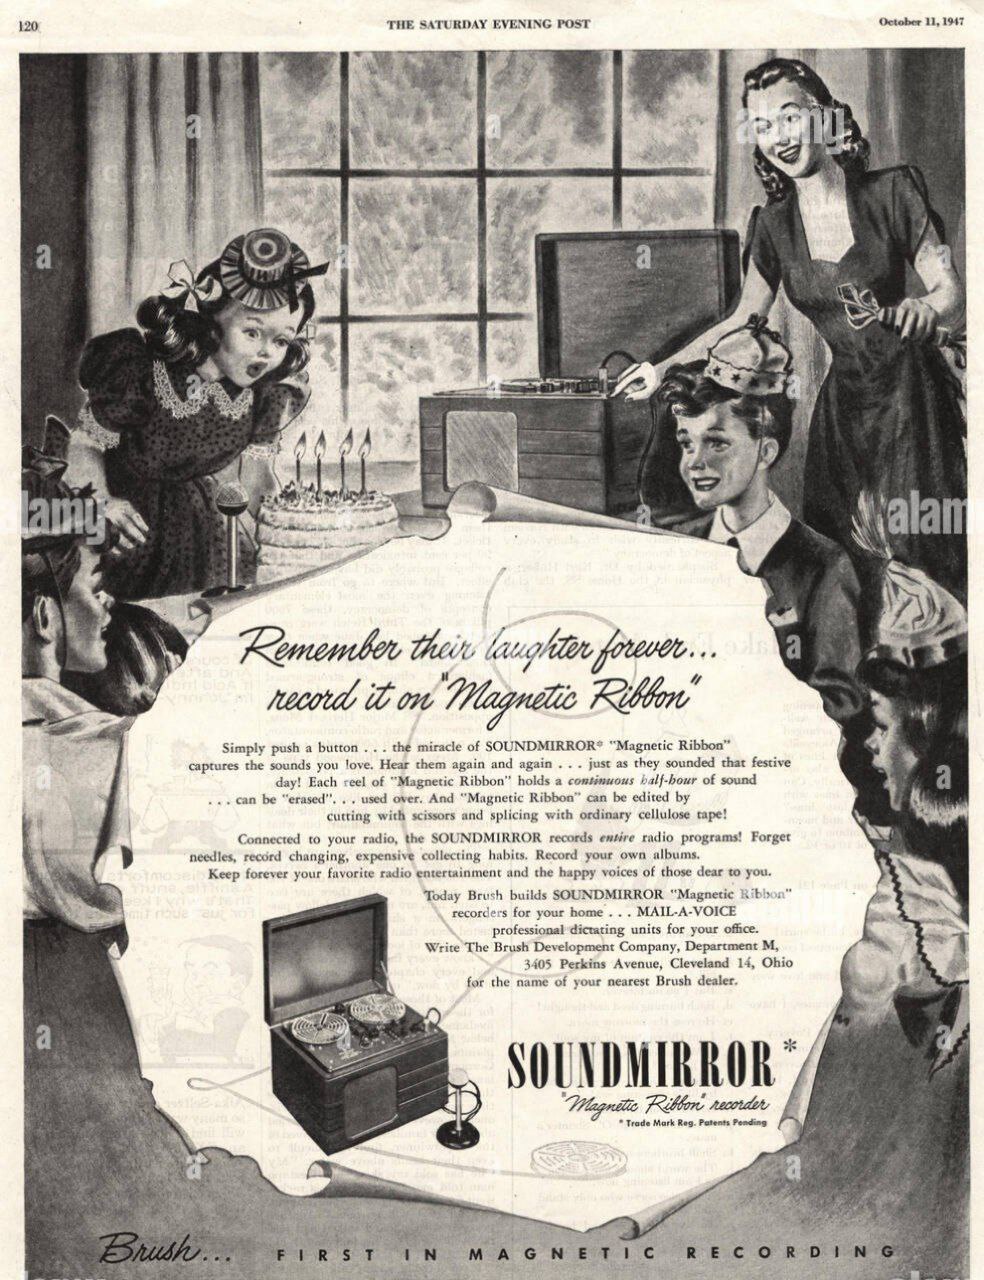 120
THE SATURDAY EVENING POST
October 11, 1947
Remember their laughter forever...
record it on "Magnetic Ribbon"
Simply push a button . . . the miracle of SOUNDMIRROR* "Magnetic Ribbon"
captures the sounds you love. Hear them again and again . . . just as they sounded that festive
day! Each reel of "Magnetic Ribbon" holds a continuous half-hour of sound
. . . can be "erased". . . used over. And "Magnetic Ribbon" can be edited by
cutting with scissors and splicing with ordinary cellulose tape!
Connected to your radio, the SOUNDMIRROR records entire radio programs! Forget
needles, record changing, expensive collecting habits. Record your own albums.
Keep forever your favorite radio entertainment and the happy voices of those dear to you.
Today Brush builds SOUNDMIRROR "Magnetic Ribbon"
recorders for your home . . . MAIL-A-VOICE
professional dictating units for your office.
Write The Brush Development Company, Department M,
3405 Perkins Avenue, Cleveland 14, Ohio
for the name of your nearest Brush dealer.
SOUNDMIRROR*
"Magnetic Ribbon" recorder
* Trade Mark Reg. Patents Pending
Brush... FIRST IN MAGNETIC RECORDING
alamy
alamy
alamy